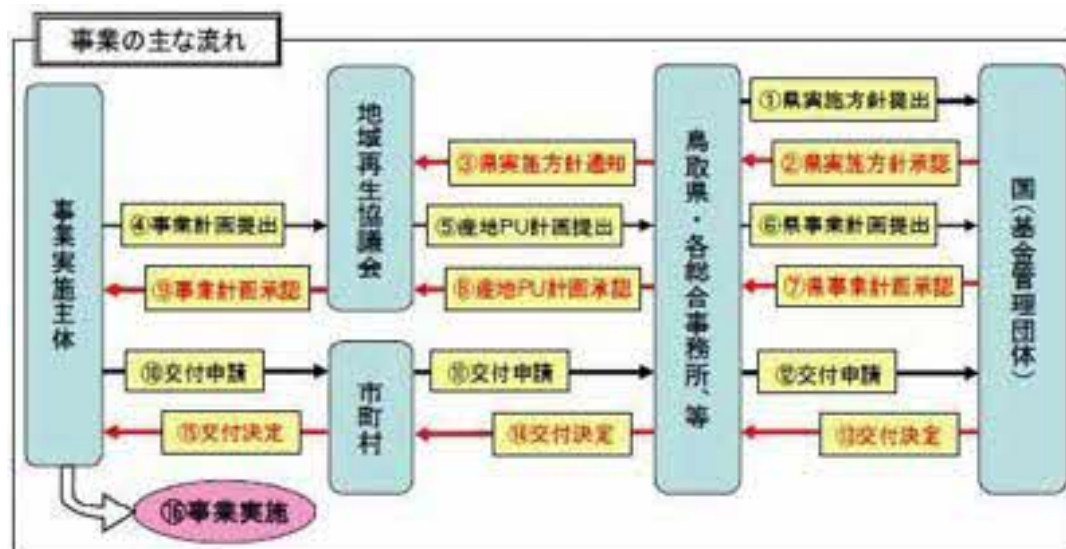 事業の主な流れ
事業実施主体
地域再生協議会
市町村
鳥取県・各総合事務所、等
国(基金管理団体)
①県実施方針提出
②県実施方針承認
③県実施方針通知
④事業計画提出
⑤産地PU計画提出
⑥県事業計画提出
⑦県事業計画承認
⑧産地PU計画承認
⑨事業計画承認
⑩交付申請
⑪交付申請
⑫交付申請
⑬交付決定
⑭交付決定
⑮交付決定
⑯事業実施